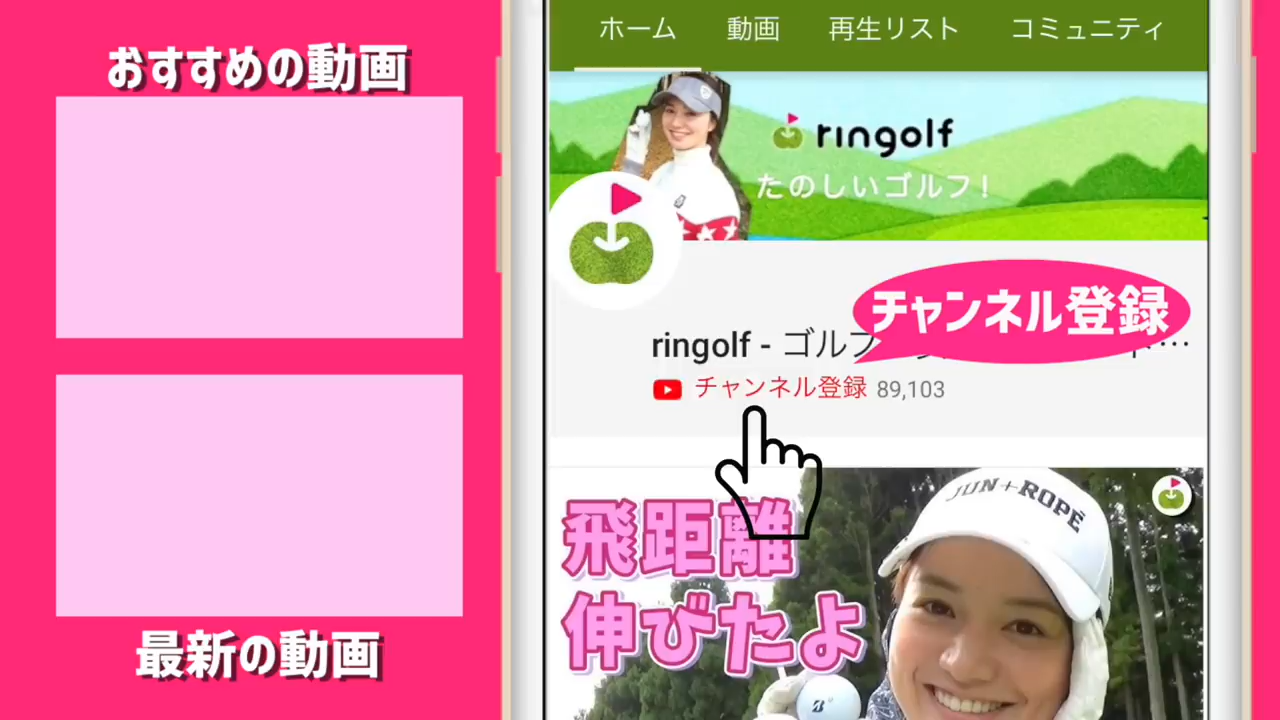 おすすめの動画
最新の動画
ホーム 動画 再生リスト コミュニティ
ringolf
たのしいゴルフ!
チャンネル登録
ringolf - ゴルフ
チャンネル登録 89,103
飛距離
伸びたよ
JUN+ROPÉ